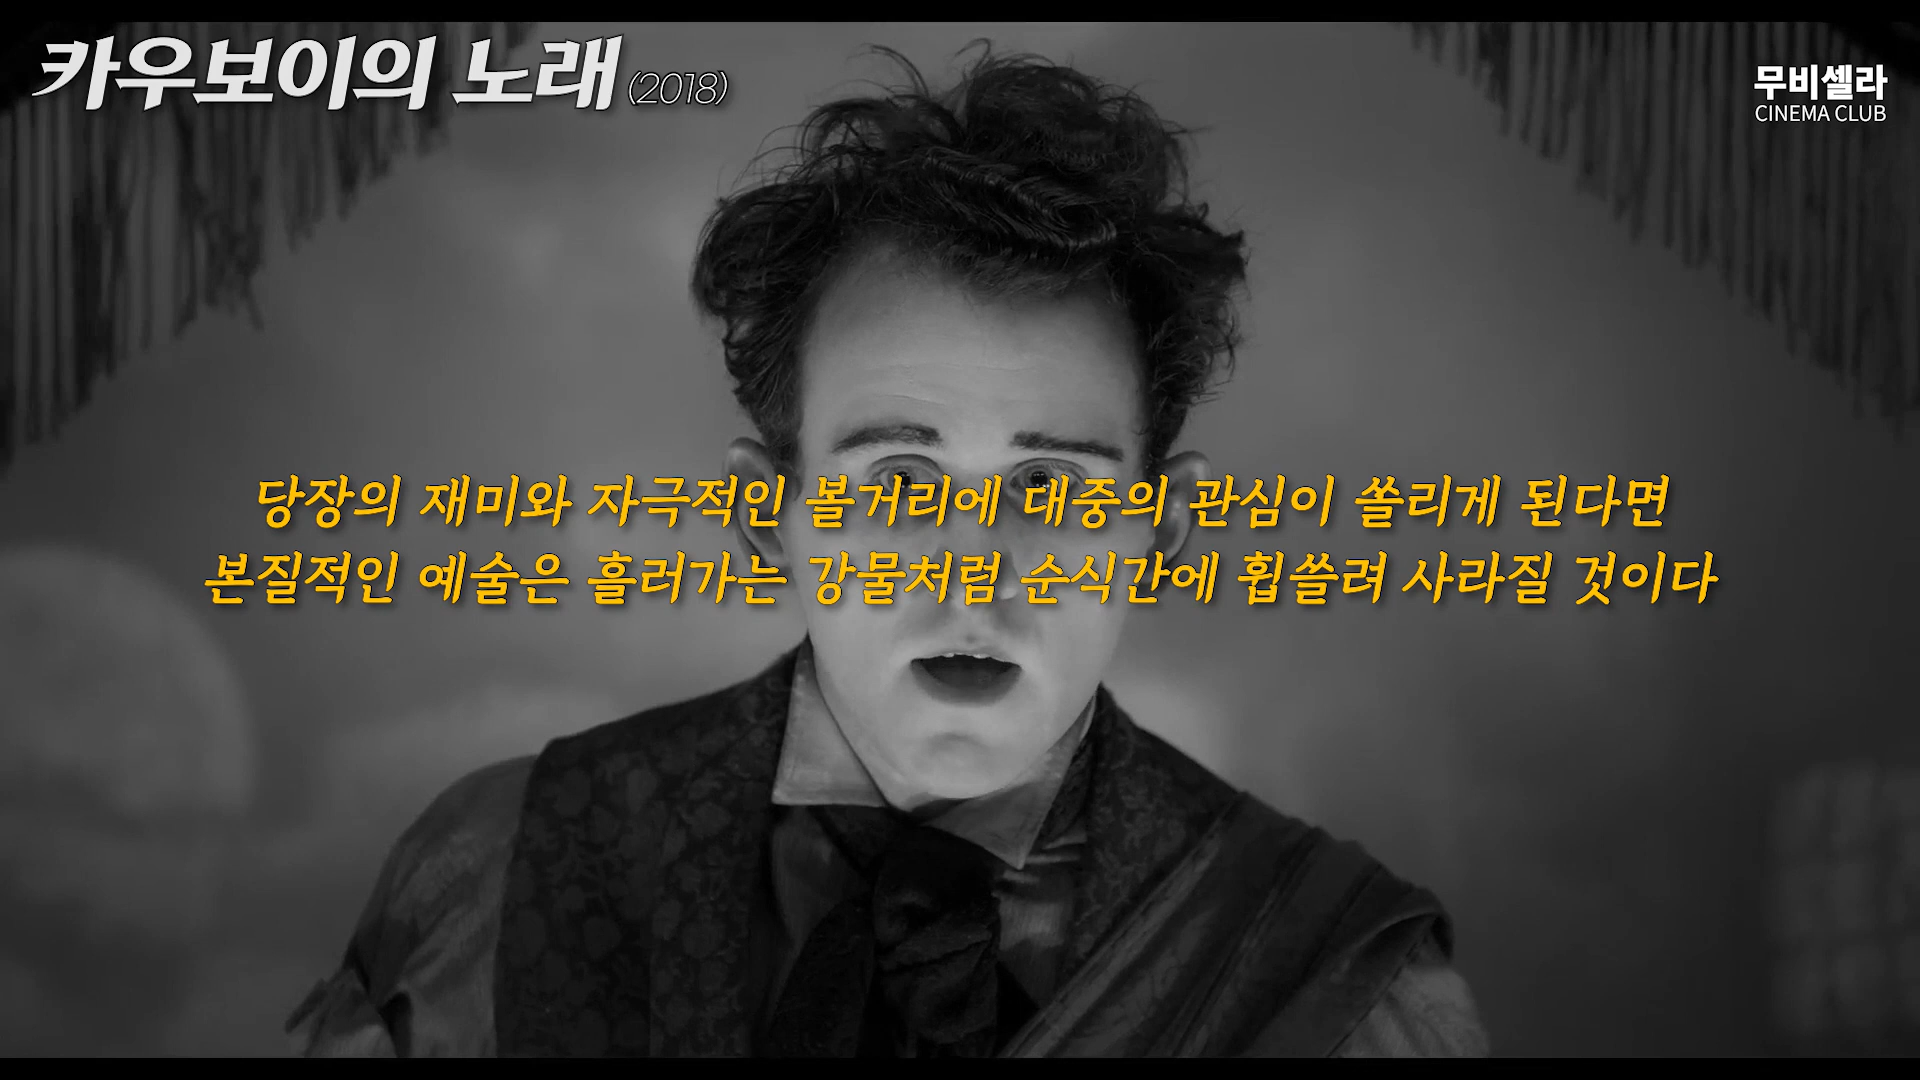 카우보이의 노래 (2018)
무비셀라
CINEMA CLUB
당장의 재미와 자극적인 볼거리에 대중의 관심이 쏠리게 된다면
본질적인 예술은 흘러가는 강물처럼 순식간에 휩쓸려 사라질 것이다